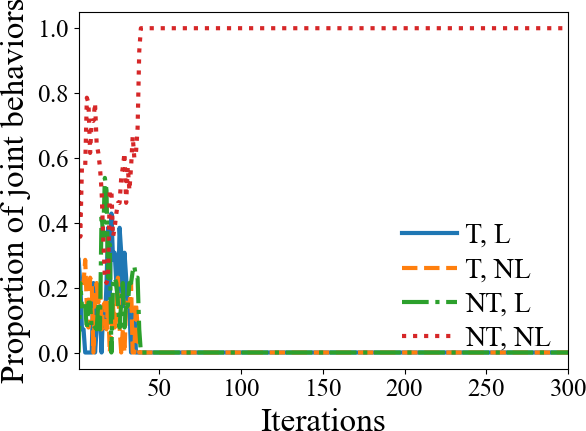 Proportion of joint behaviors
1.0
0.8
0.6
0.4
0.2
0.0
T, L
T, NL
NT, L
NT, NL
50 100 150 200 250 300
Iterations